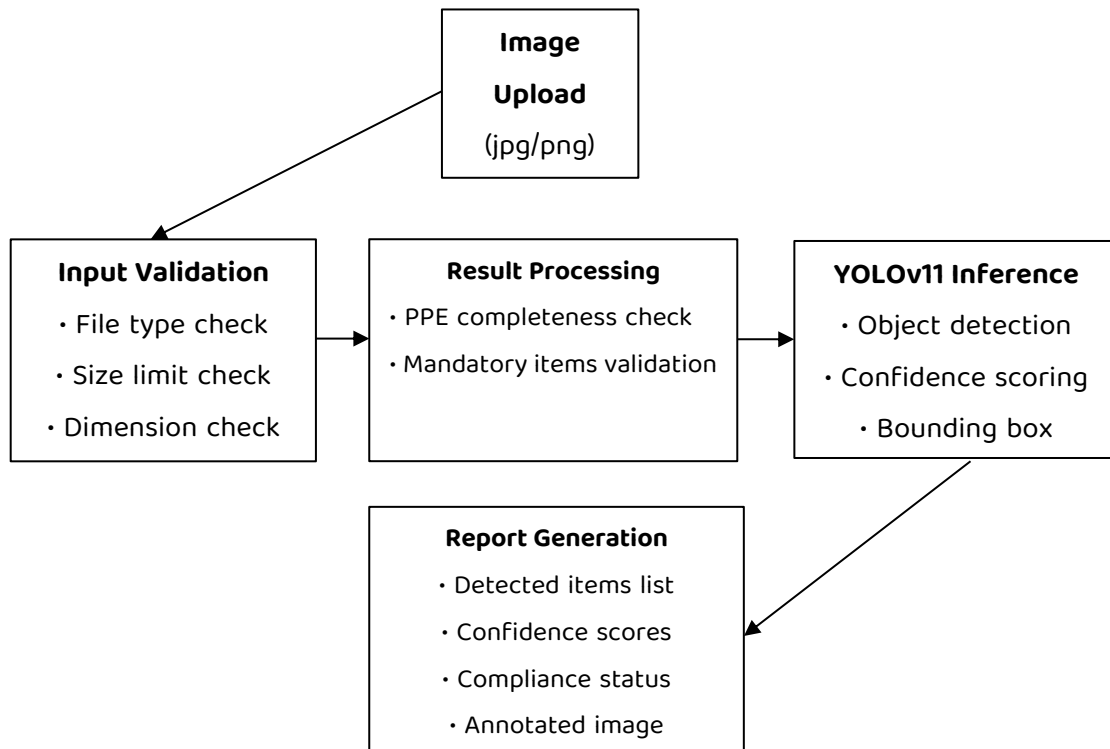 Image
Upload
(jpg/png)
Input Validation
· File type check
· Size limit check
· Dimension check
Result Processing
· PPE completeness check
· Mandatory items validation
YOLOv11 Inference
· Object detection
· Confidence scoring
· Bounding box
Report Generation
· Detected items list
· Confidence scores
· Compliance status
· Annotated image